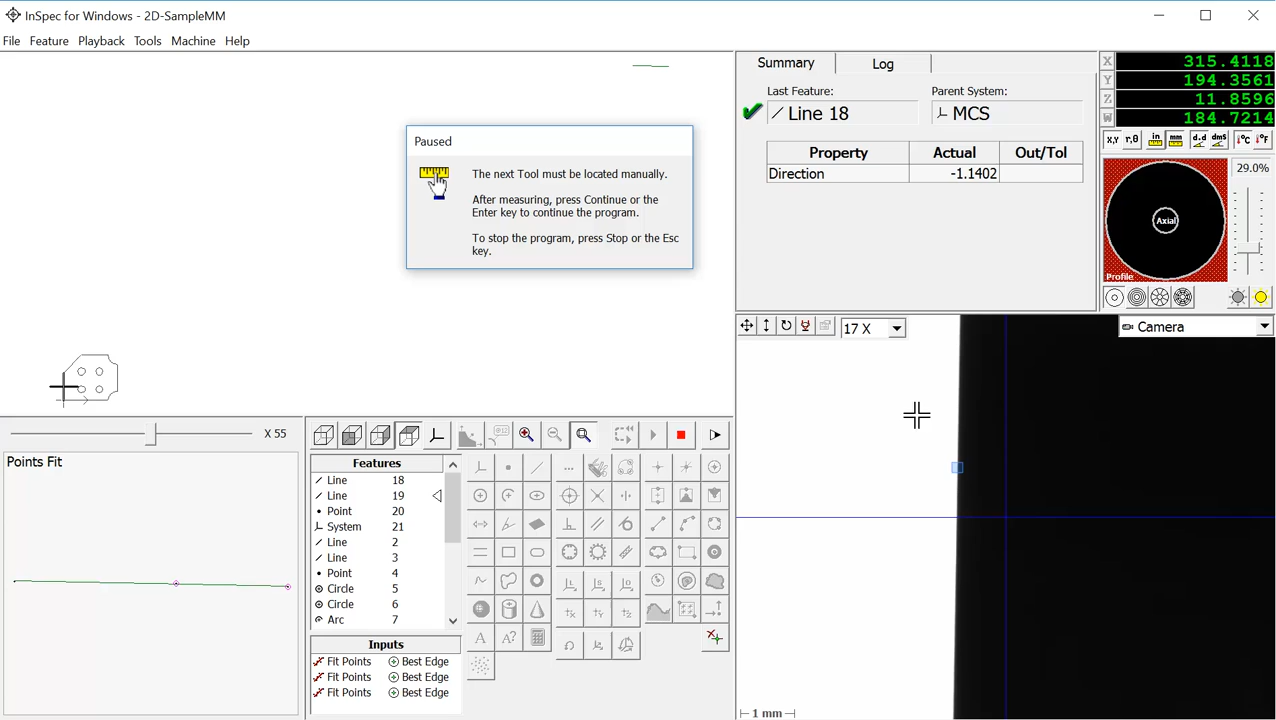 InSpec for Windows - 2D-SampleMM
File Feature Playback Tools Machine Help
Summary
Log
Last Feature:
Line 18
Parent System:
MCS
Property Actual Out/Tol
Direction -1.1402
X 315.4118
Y 194.3561
Z 11.8596
W 184.7214
X,Y r,θ in mm d.d dms °C °F
29.0%
Axial
Profile
Paused
The next Tool must be located manually.
After measuring, press Continue or the
Enter key to continue the program.
To stop the program, press Stop or the Esc
key.
17 X
Camera
1 mm
X 55
Points Fit
Features
Line 18
Line 19
Point 20
System 21
Line 2
Line 3
Point 4
Circle 5
Circle 6
Arc 7
Inputs
Fit Points Best Edge
Fit Points Best Edge
Fit Points Best Edge